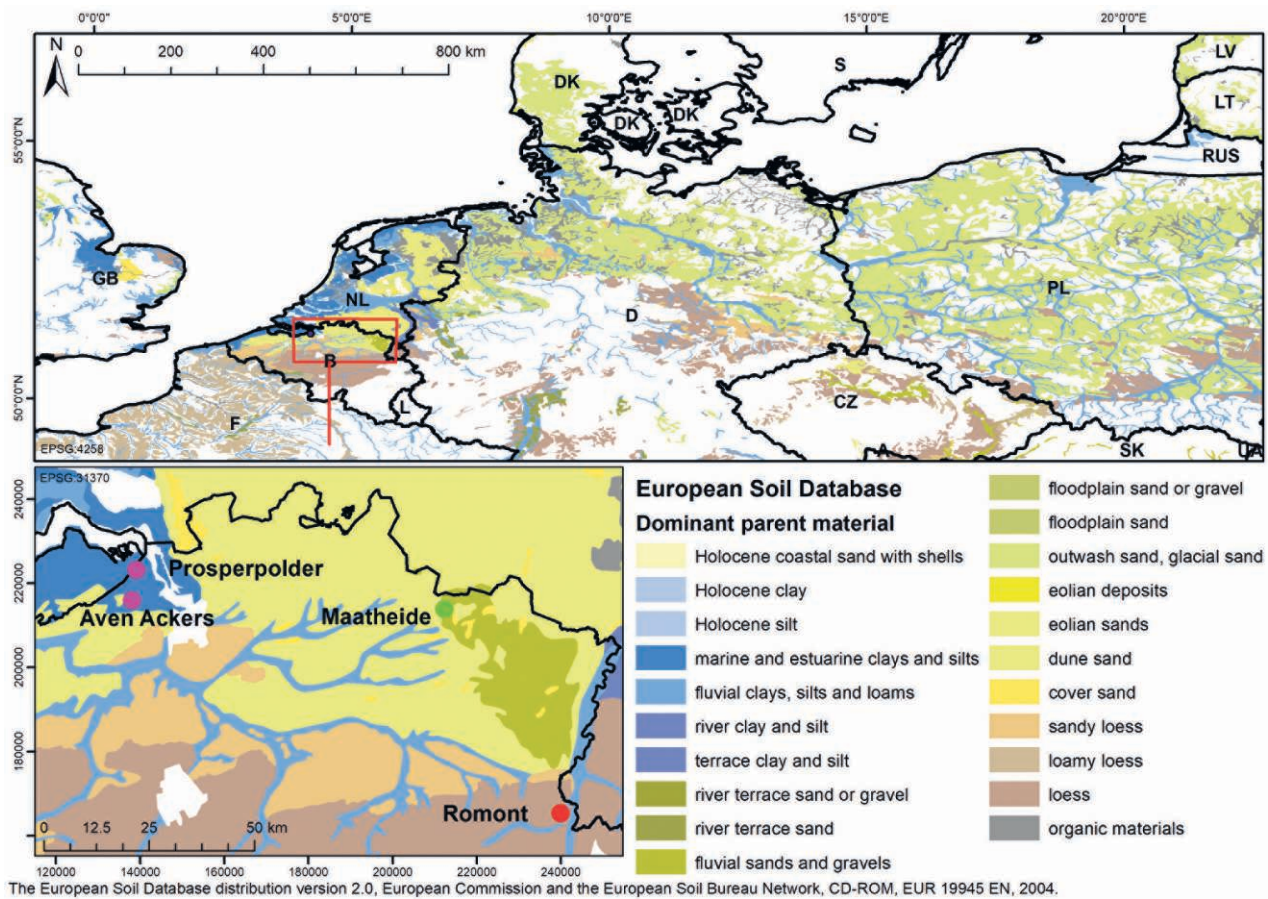 0°0'0"E 5°0'0"E 10°0'0"E 15°0'0"E 20°0'0"E
N
0 200 400 800 km
55°0'0"N
50°0'0"N
DK
DK
DK
S
LV
LT
RUS
GB
NL
D
PL
B
L
F
CZ
A
SK
UA
EPSG:4258
EPSG:31370
240000
220000
200000
180000
Prosperpolder
Aven Ackers
Maatheide
Romont
0 12.5 25 50 km
120000 140000 160000 180000 200000 220000 240000
European Soil Database
Dominant parent material
Holocene coastal sand with shells
Holocene clay
Holocene silt
marine and estuarine clays and silts
fluvial clays, silts and loams
river clay and silt
terrace clay and silt
river terrace sand or gravel
river terrace sand
fluvial sands and gravels
floodplain sand or gravel
floodplain sand
outwash sand, glacial sand
eolian deposits
eolian sands
dune sand
cover sand
sandy loess
loamy loess
loess
organic materials
The European Soil Database distribution version 2.0, European Commission and the European Soil Bureau Network, CD-ROM, EUR 19945 EN, 2004.